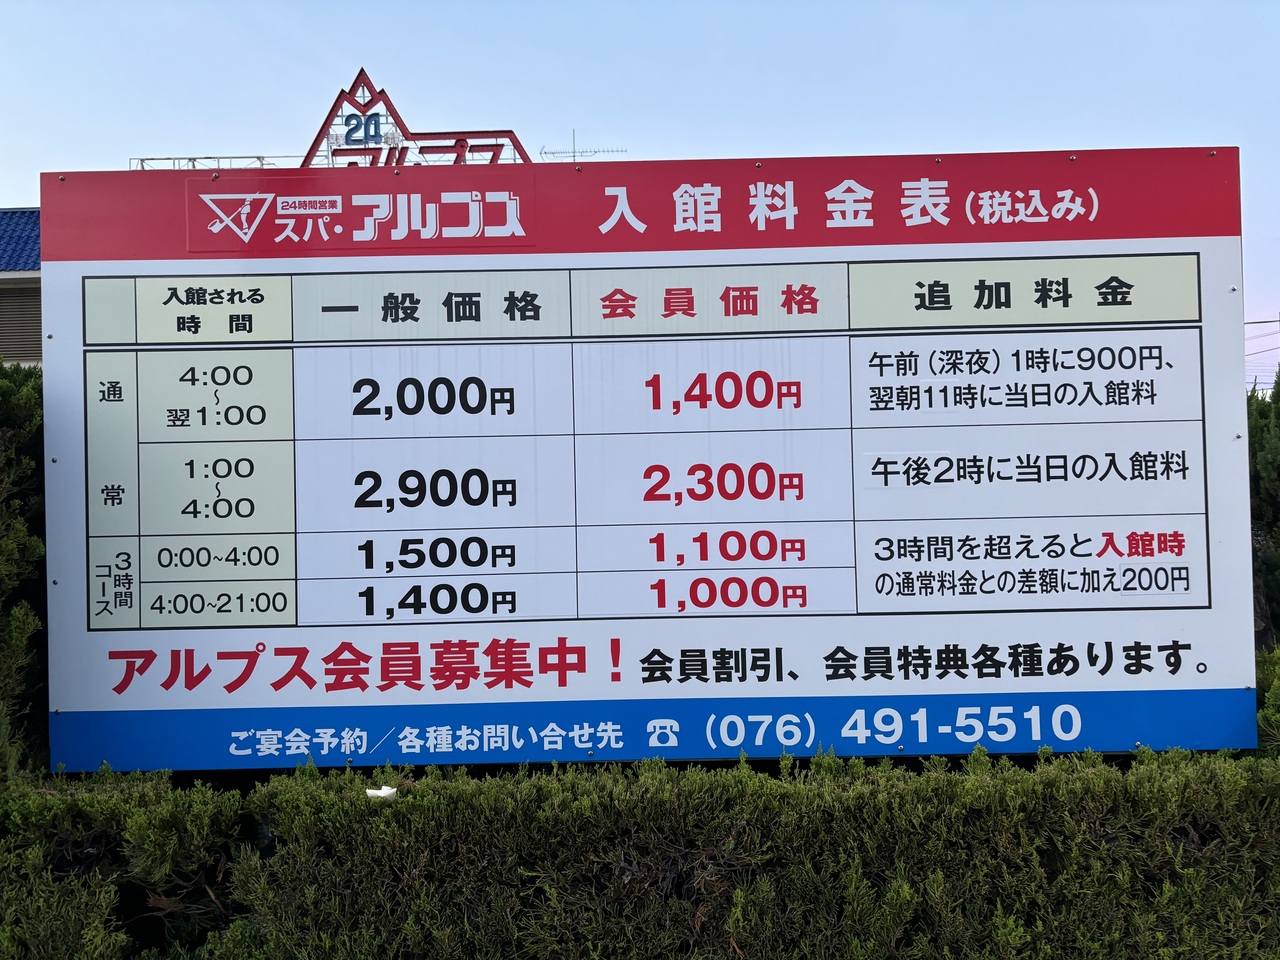 24
アルプス
24時間営業
スパ・アルプス 入館料金表(税込み)
入館される時間 一般価格 会員価格 追加料金
通常
4:00〜翌1:00 2,000円 1,400円 午前(深夜)1時に900円、
翌朝11時に当日の入館料
1:00〜4:00 2,900円 2,300円 午後2時に当日の入館料
3時間コース
0:00~4:00 1,500円 1,100円 3時間を超えると入館時
4:00~21:00 1,400円 1,000円 の通常料金との差額に加え200円
アルプス会員募集中!会員割引、会員特典各種あります。
ご宴会予約/各種お問い合せ先 ☎ (076) 491-5510